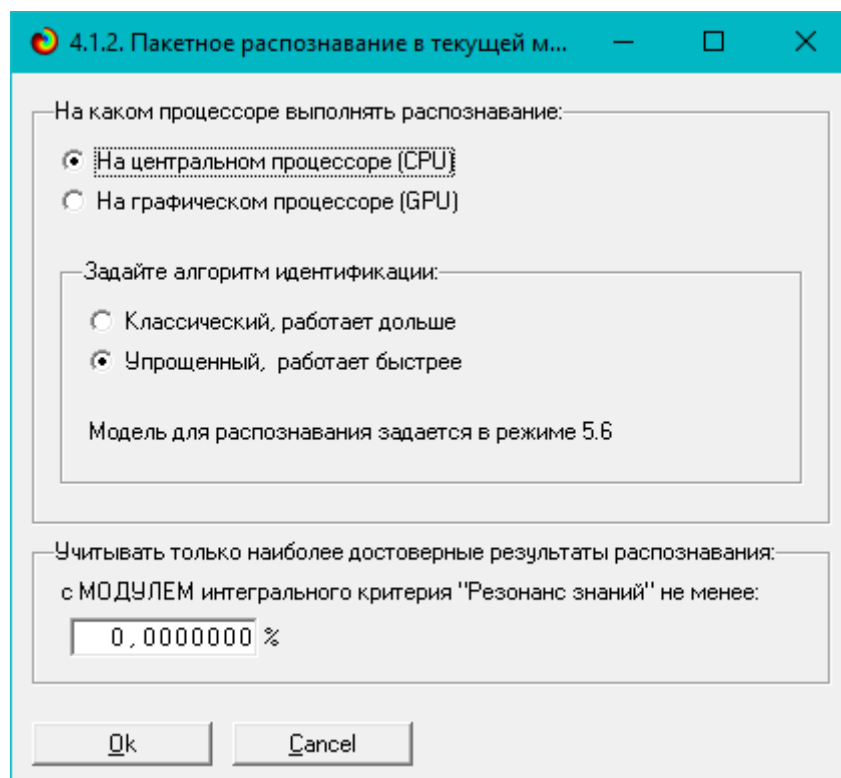 4.1.2. Пакетное распознавание в текущей м...
На каком процессоре выполнять распознавание:
На центральном процессоре (CPU)
На графическом процессоре (GPU)
Задайте алгоритм идентификации:
Классический, работает дольше
Упрощенный, работает быстрее
Модель для распознавания задается в режиме 5.6
Учитывать только наиболее достоверные результаты распознавания:
с МОДУЛЕМ интегрального критерия "Резонанс знаний" не менее:
0,0000000 %
Ok Cancel